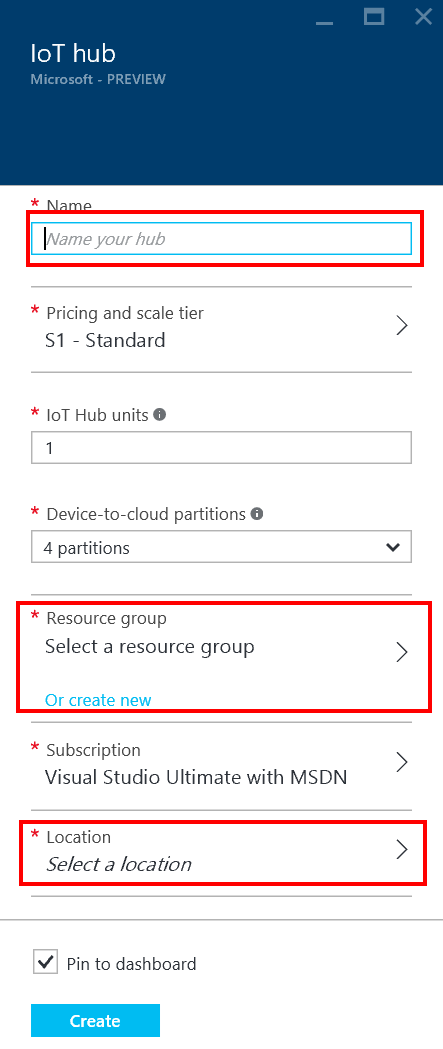 IoT hub
Microsoft - PREVIEW
* Name
Name your hub
* Pricing and scale tier
S1 - Standard
* IoT Hub units
1
* Device-to-cloud partitions
4 partitions
* Resource group
Select a resource group
Or create new
* Subscription
Visual Studio Ultimate with MSDN
* Location
Select a location
Pin to dashboard
Create